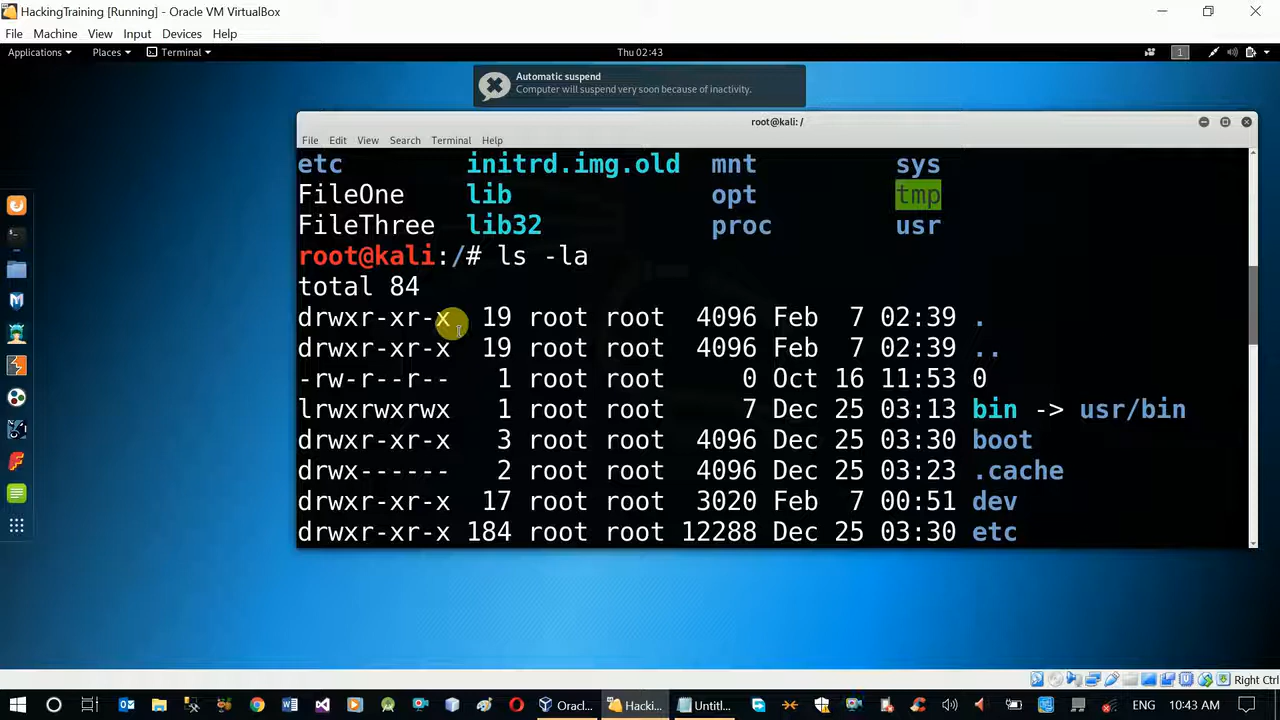 HackingTraining [Running] - Oracle VM VirtualBox
File Machine View Input Devices Help
Applications Places Terminal Thu 02:43 1
Automatic suspend
Computer will suspend very soon because of inactivity.
root@kali: /
File Edit View Search Terminal Help
etc initrd.img.old mnt sys
FileOne lib opt tmp
FileThree lib32 proc usr
root@kali:/# ls -la
total 84
drwxr-xr-x 19 root root 4096 Feb 7 02:39 .
drwxr-xr-x 19 root root 4096 Feb 7 02:39 ..
-rw-r--r-- 1 root root 0 Oct 16 11:53 0
lrwxrwxrwx 1 root root 7 Dec 25 03:13 bin -> usr/bin
drwxr-xr-x 3 root root 4096 Dec 25 03:30 boot
drwx------ 2 root root 4096 Dec 25 03:23 .cache
drwxr-xr-x 17 root root 3020 Feb 7 00:51 dev
drwxr-xr-x 184 root root 12288 Dec 25 03:30 etc
Right Ctrl
Oracl... Hacki... Untitl... ENG 10:43 AM